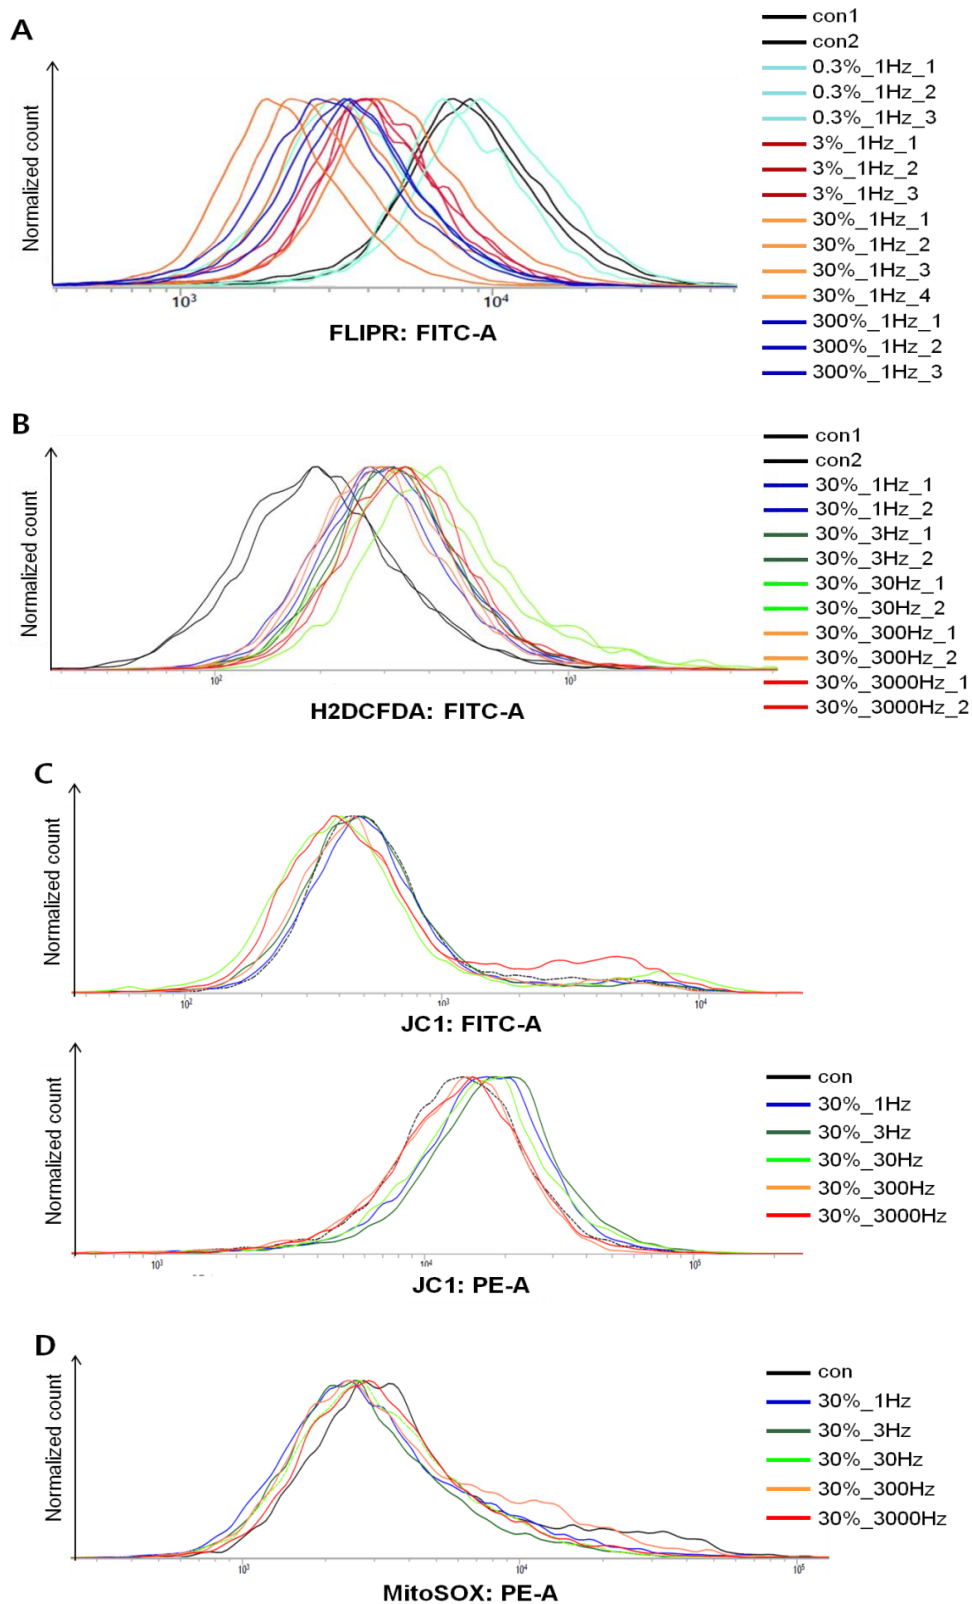 A
Normalized count
10³
10⁴
FLIPR: FITC-A
con1
con2
0.3%_1Hz_1
0.3%_1Hz_2
0.3%_1Hz_3
3%_1Hz_1
3%_1Hz_2
3%_1Hz_3
30%_1Hz_1
30%_1Hz_2
30%_1Hz_3
30%_1Hz_4
300%_1Hz_1
300%_1Hz_2
300%_1Hz_3
B
Normalized count
10²
10³
H2DCFDA: FITC-A
con1
con2
30%_1Hz_1
30%_1Hz_2
30%_3Hz_1
30%_3Hz_2
30%_30Hz_1
30%_30Hz_2
30%_300Hz_1
30%_300Hz_2
30%_3000Hz_1
30%_3000Hz_2
C
Normalized count
10²
10³
10⁴
JC1: FITC-A
Normalized count
10³
10⁴
10⁵
JC1: PE-A
con
30%_1Hz
30%_3Hz
30%_30Hz
30%_300Hz
30%_3000Hz
D
Normalized count
10³
10⁴
10⁵
MitoSOX: PE-A
con
30%_1Hz
30%_3Hz
30%_30Hz
30%_300Hz
30%_3000Hz